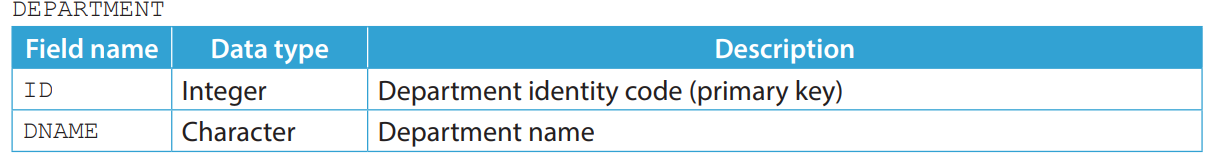 DEPARTMENT
Field name Data type Description
ID Integer Department identity code (primary key)
DNAME Character Department name